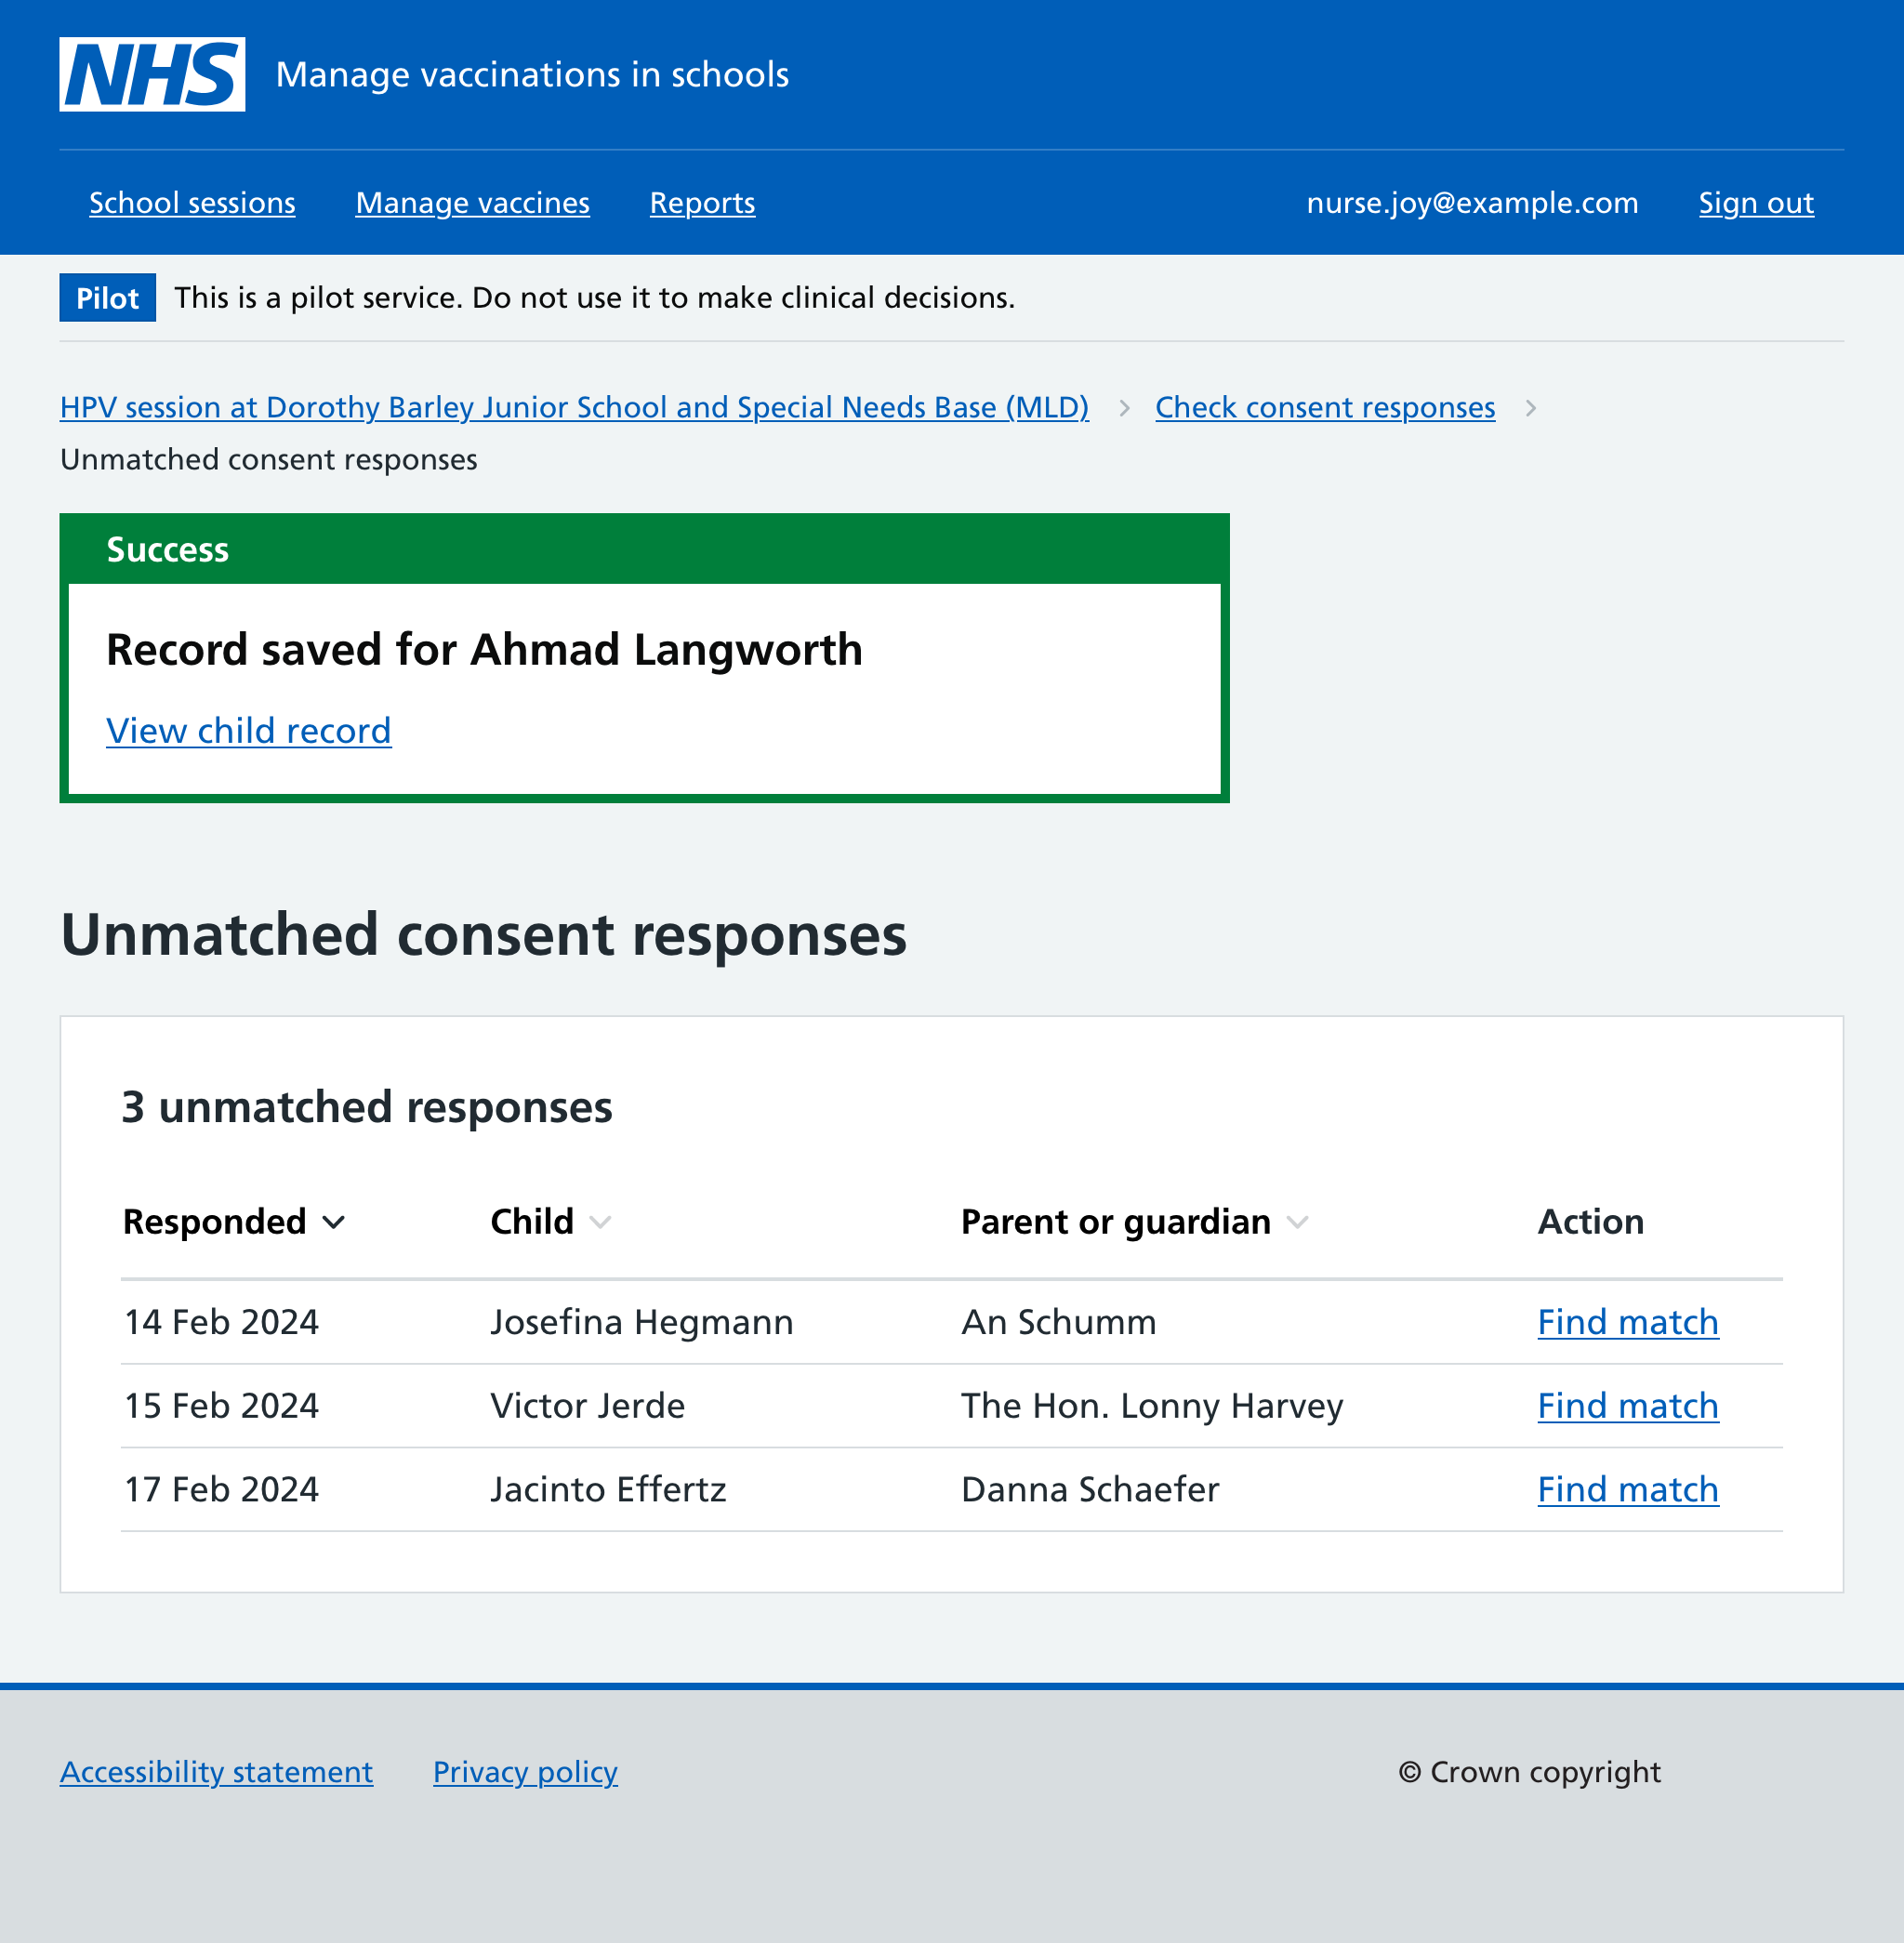 NHS Manage vaccinations in schools
School sessions Manage vaccines Reports nurse.joy@example.com Sign out
Pilot This is a pilot service. Do not use it to make clinical decisions.
HPV session at Dorothy Barley Junior School and Special Needs Base (MLD) Check consent responses
Unmatched consent responses
Success
Record saved for Ahmad Langworth
View child record
Unmatched consent responses
3 unmatched responses
Responded Child Parent or guardian Action
14 Feb 2024 Josefina Hegmann An Schumm Find match
15 Feb 2024 Victor Jerde The Hon. Lonny Harvey Find match
17 Feb 2024 Jacinto Effertz Danna Schaefer Find match
Accessibility statement Privacy policy © Crown copyright